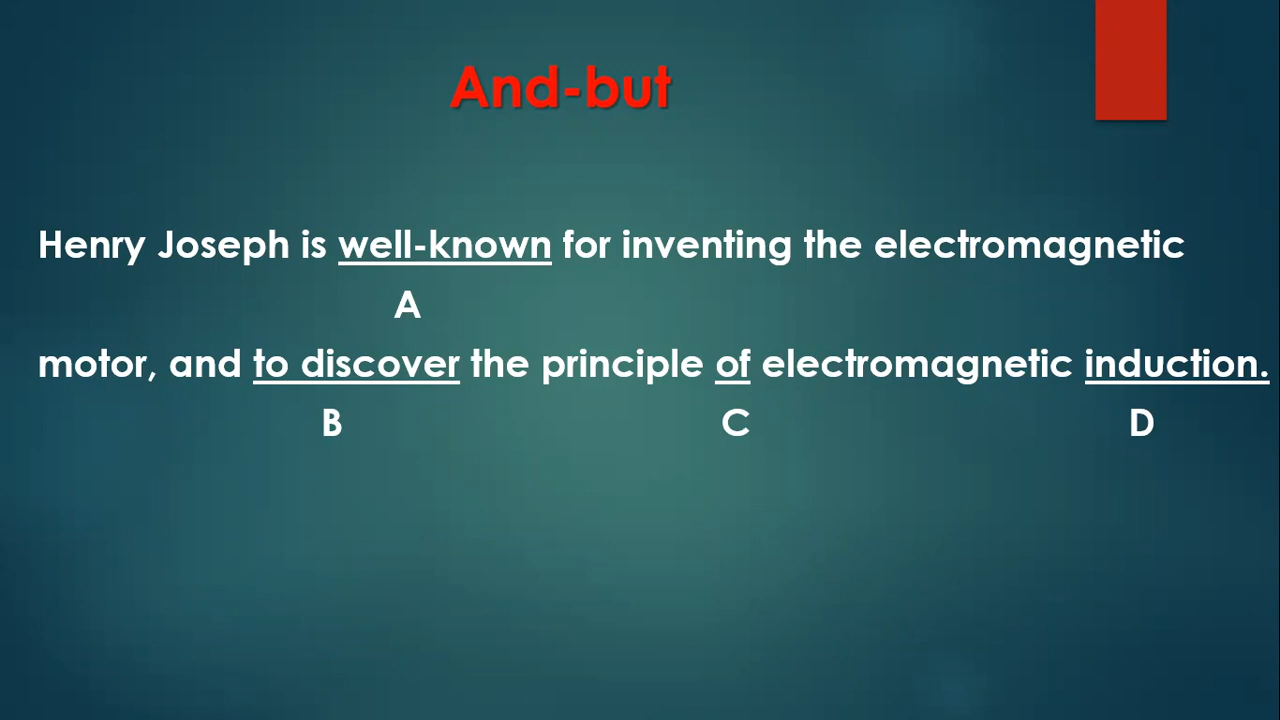 And-but
Henry Joseph is well-known for inventing the electromagnetic
A
motor, and to discover the principle of electromagnetic induction.
B C D